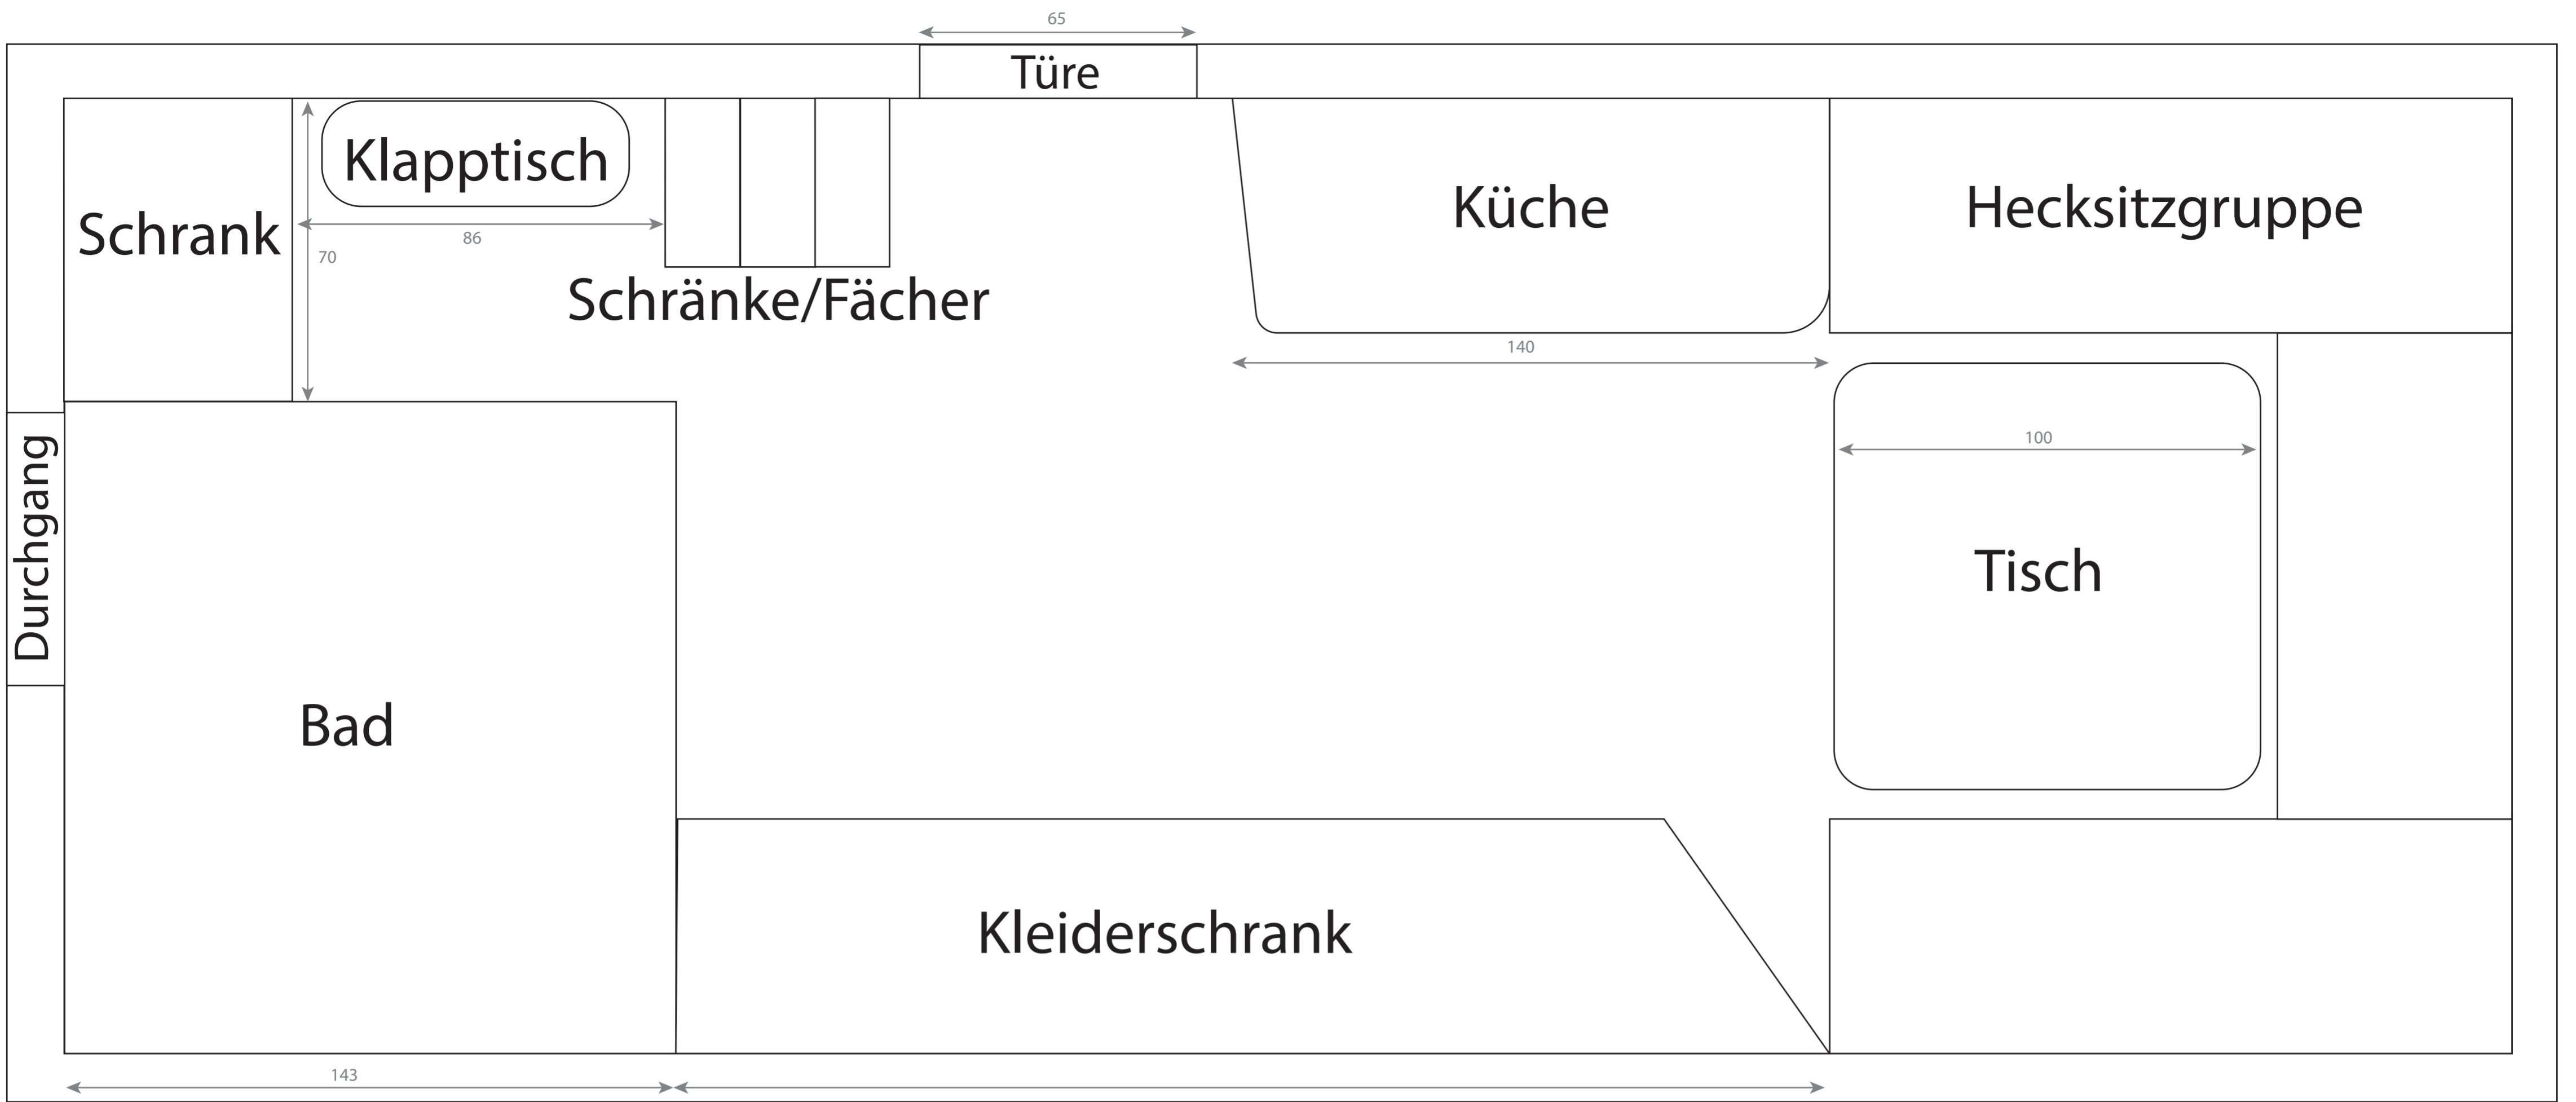 65
Türe
Klapptisch
Schrank
86
70
Schränke/Fächer
Küche
Hecksitzgruppe
140
100
Durchgang
Tisch
Bad
Kleiderschrank
143